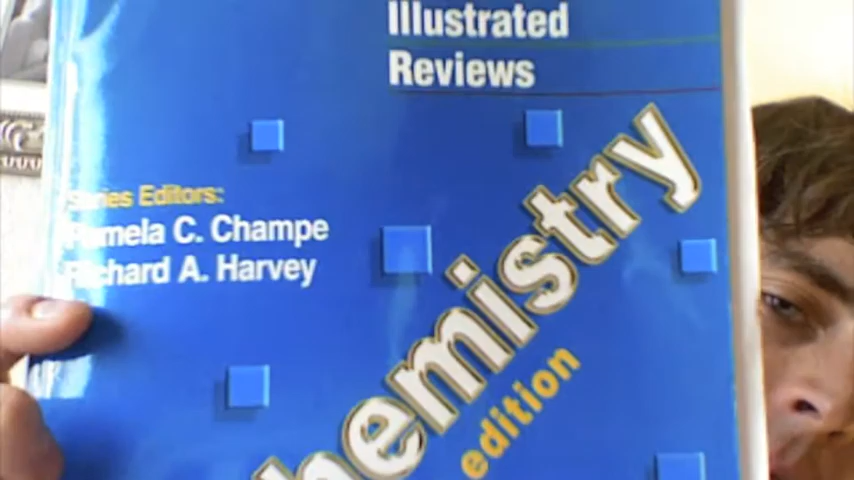 Illustrated
Reviews
Series Editors:
Pamela C. Champe
Richard A. Harvey
hemistry
edition